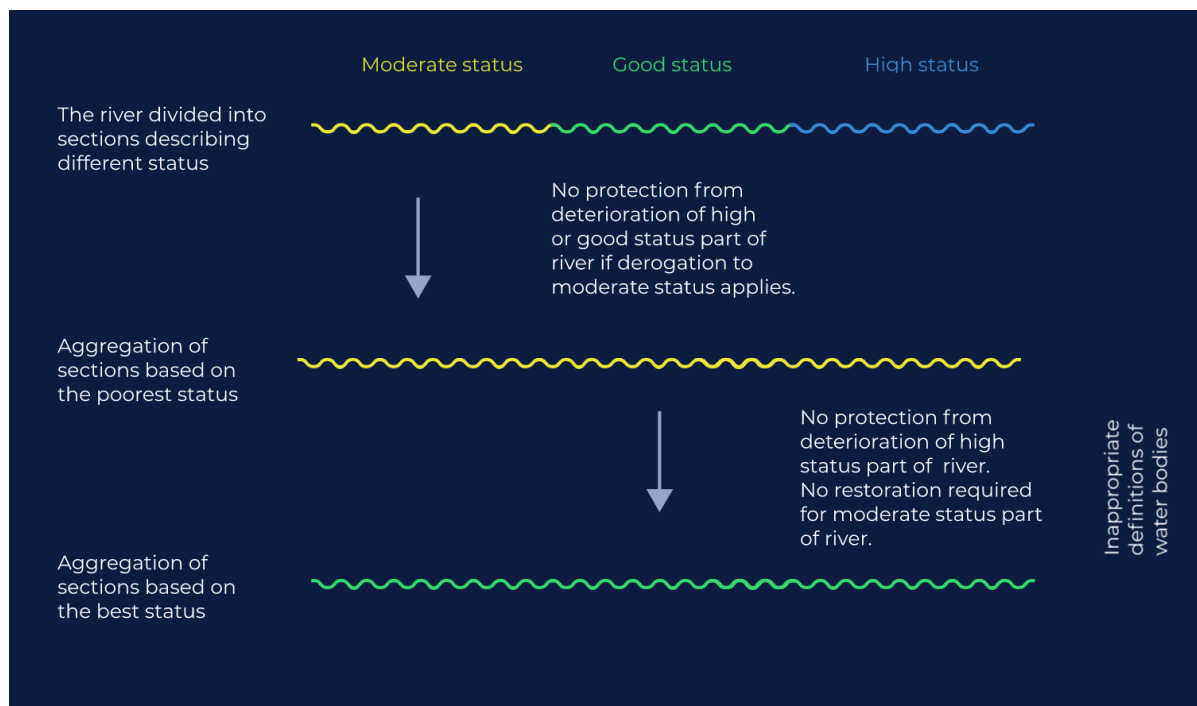 Moderate status
Good status
High status
The river divided into
sections describing
different status
No protection from
deterioration of high
or good status part of
river if derogation to
moderate status applies.
Aggregation of
sections based on
the poorest status
No protection from
deterioration of high
status part of river.
No restoration required
for moderate status part
of river.
Inappropriate
definitions of
water bodies
Aggregation of
sections based on
the best status